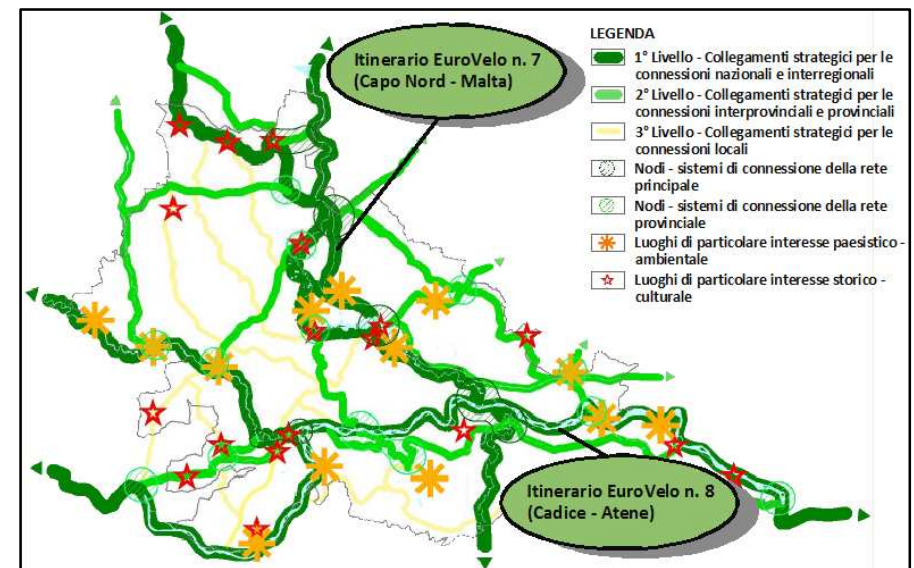 Itinerario EuroVelo n. 7
(Capo Nord - Malta)
LEGENDA
1° Livello - Collegamenti strategici per le
connessioni nazionali e interregionali
2° Livello - Collegamenti strategici per le
connessioni interprovinciali e provinciali
3° Livello - Collegamenti strategici per le
connessioni locali
Nodi - sistemi di connessione della rete
principale
Nodi - sistemi di connessione della rete
provinciale
Luoghi di particolare interesse paesistico -
ambientale
Luoghi di particolare interesse storico -
culturale
Itinerario EuroVelo n. 8
(Cadice - Atene)